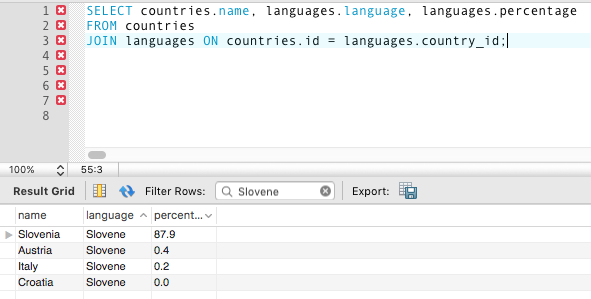 1 SELECT countries.name, languages.language, languages.percentage
2 FROM countries
3 JOIN languages ON countries.id = languages.country_id;
4
5
6
7
8
100% 55:3
Result Grid Filter Rows: Slovene Export:
name language percent...
Slovenia Slovene 87.9
Austria Slovene 0.4
Italy Slovene 0.2
Croatia Slovene 0.0